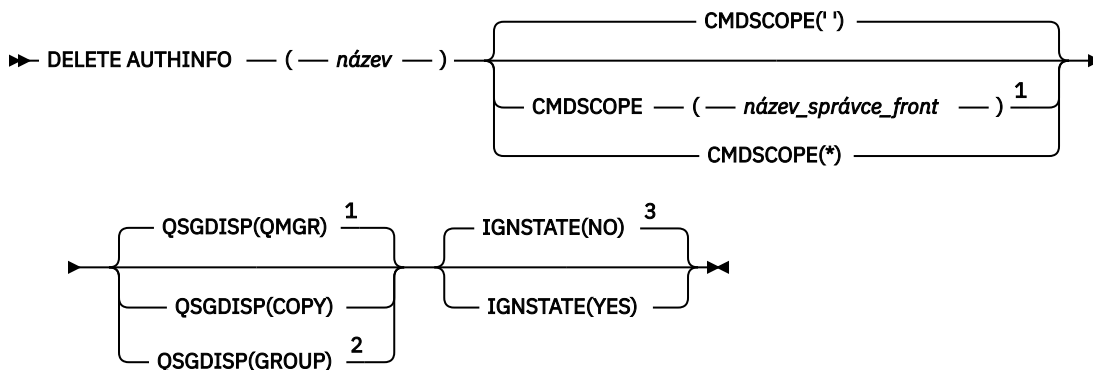 CMDSCOPE(' ')
DELETE AUTHINFO ( název )
CMDSCOPE ( název_správce_front ) 1
CMDSCOPE(*)
QSGDISP(QMGR) 1 IGNSTATE(NO) 3
QSGDISP(COPY) IGNSTATE(YES)
QSGDISP(GROUP) 2